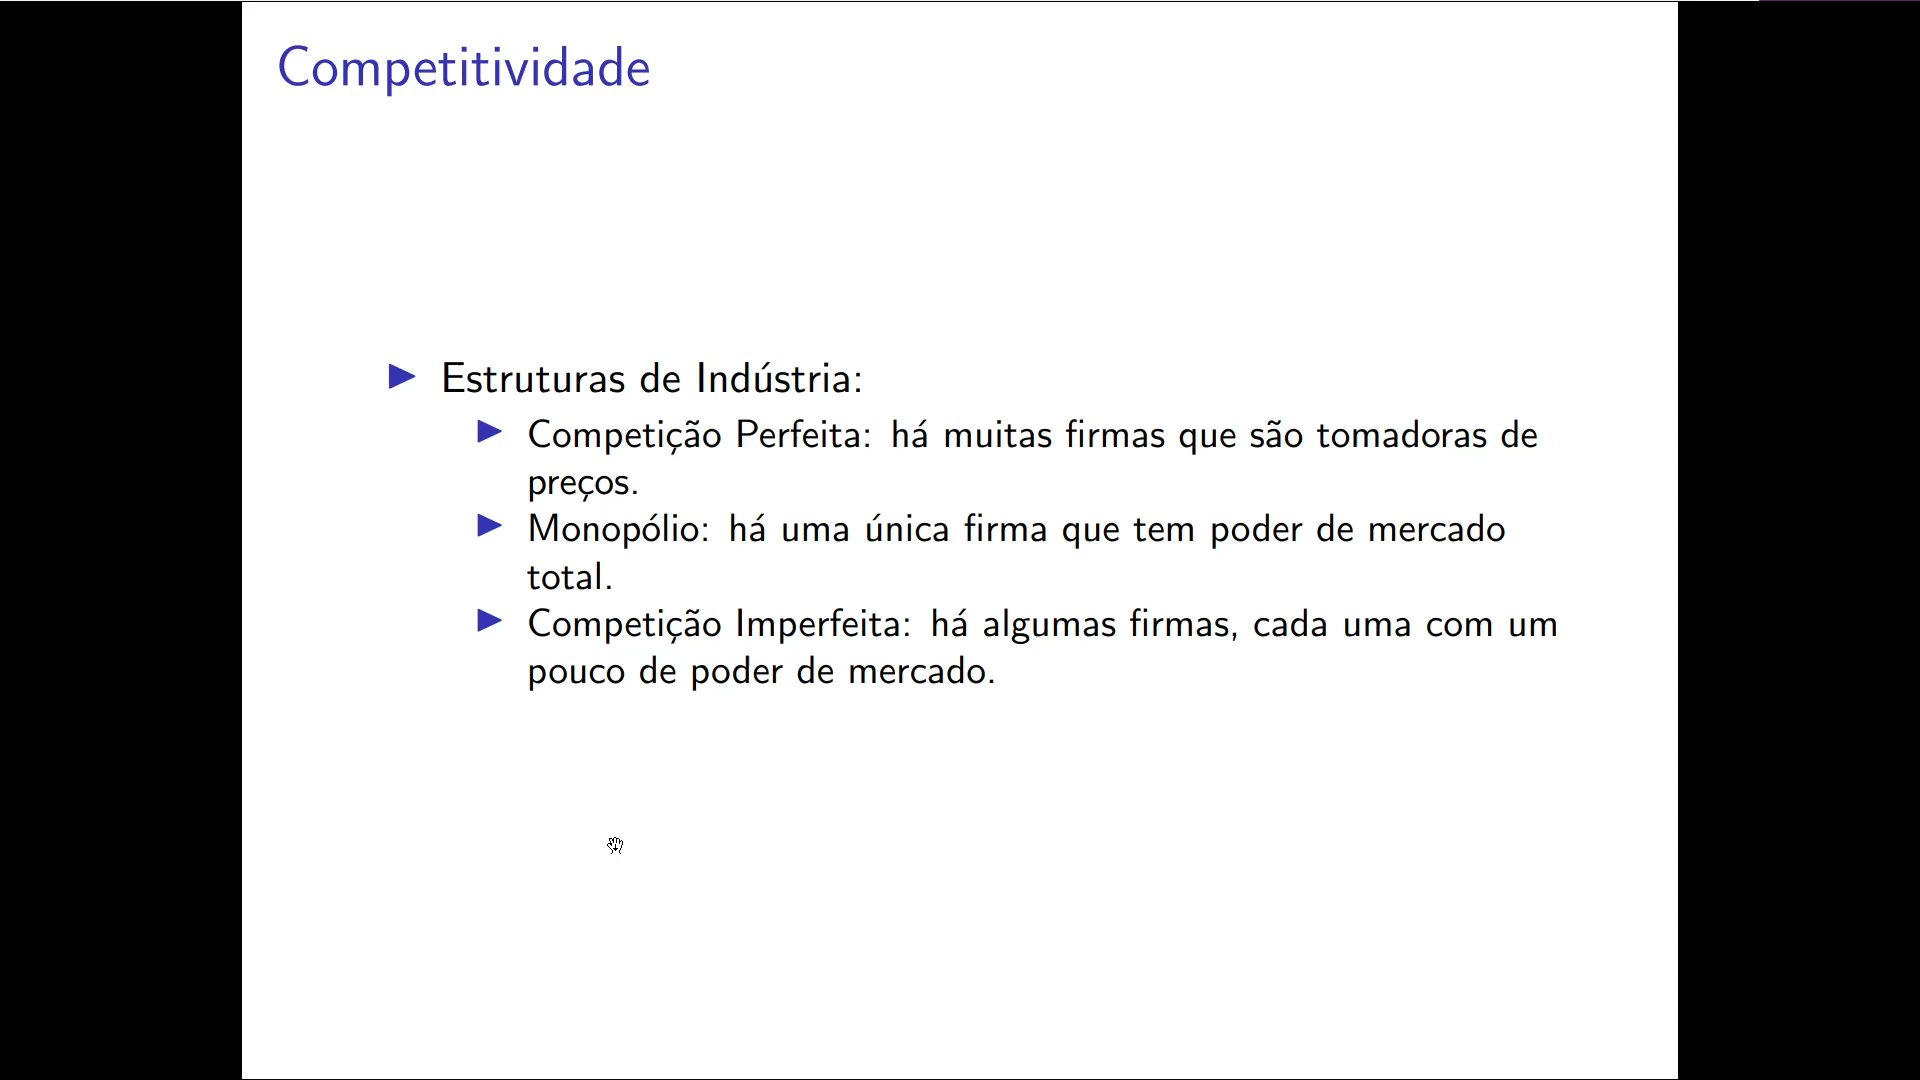 Competitividade
Estruturas de Indústria:
Competição Perfeita: há muitas firmas que são tomadoras de
preços.
Monopólio: há uma única firma que tem poder de mercado
total.
Competição Imperfeita: há algumas firmas, cada uma com um
pouco de poder de mercado.